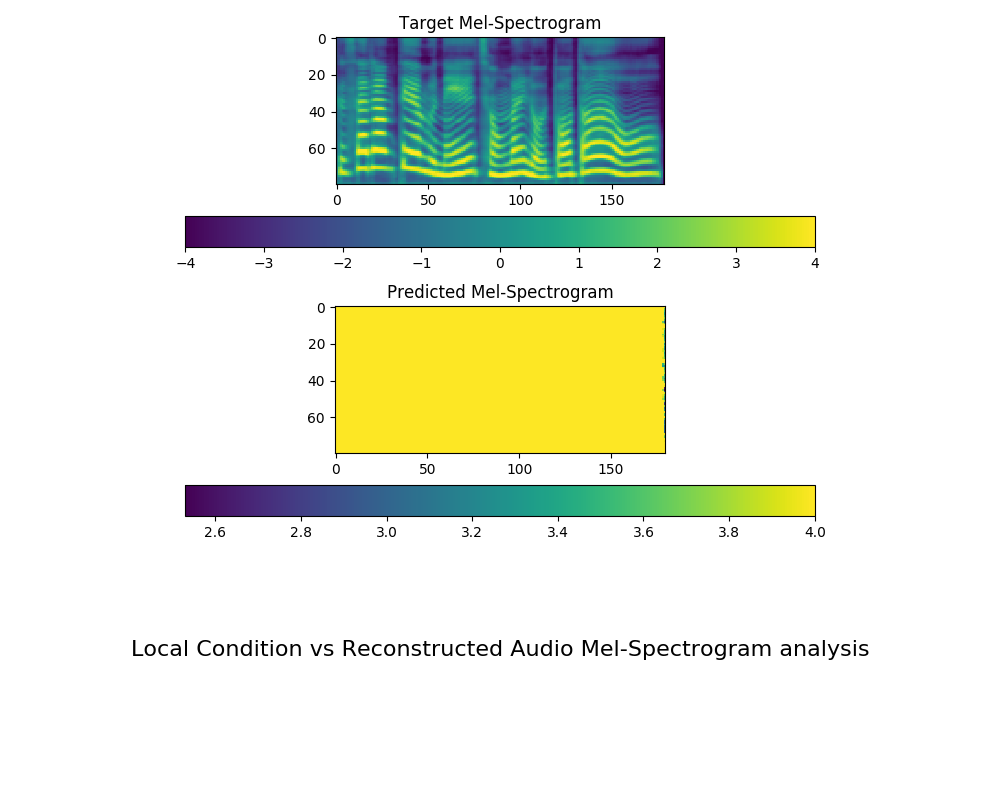 Target Mel-Spectrogram
0
20
40
60
0 50 100 150
−4 −3 −2 −1 0 1 2 3 4
Predicted Mel-Spectrogram
0
20
40
60
0 50 100 150
2.6 2.8 3.0 3.2 3.4 3.6 3.8 4.0
Local Condition vs Reconstructed Audio Mel-Spectrogram analysis